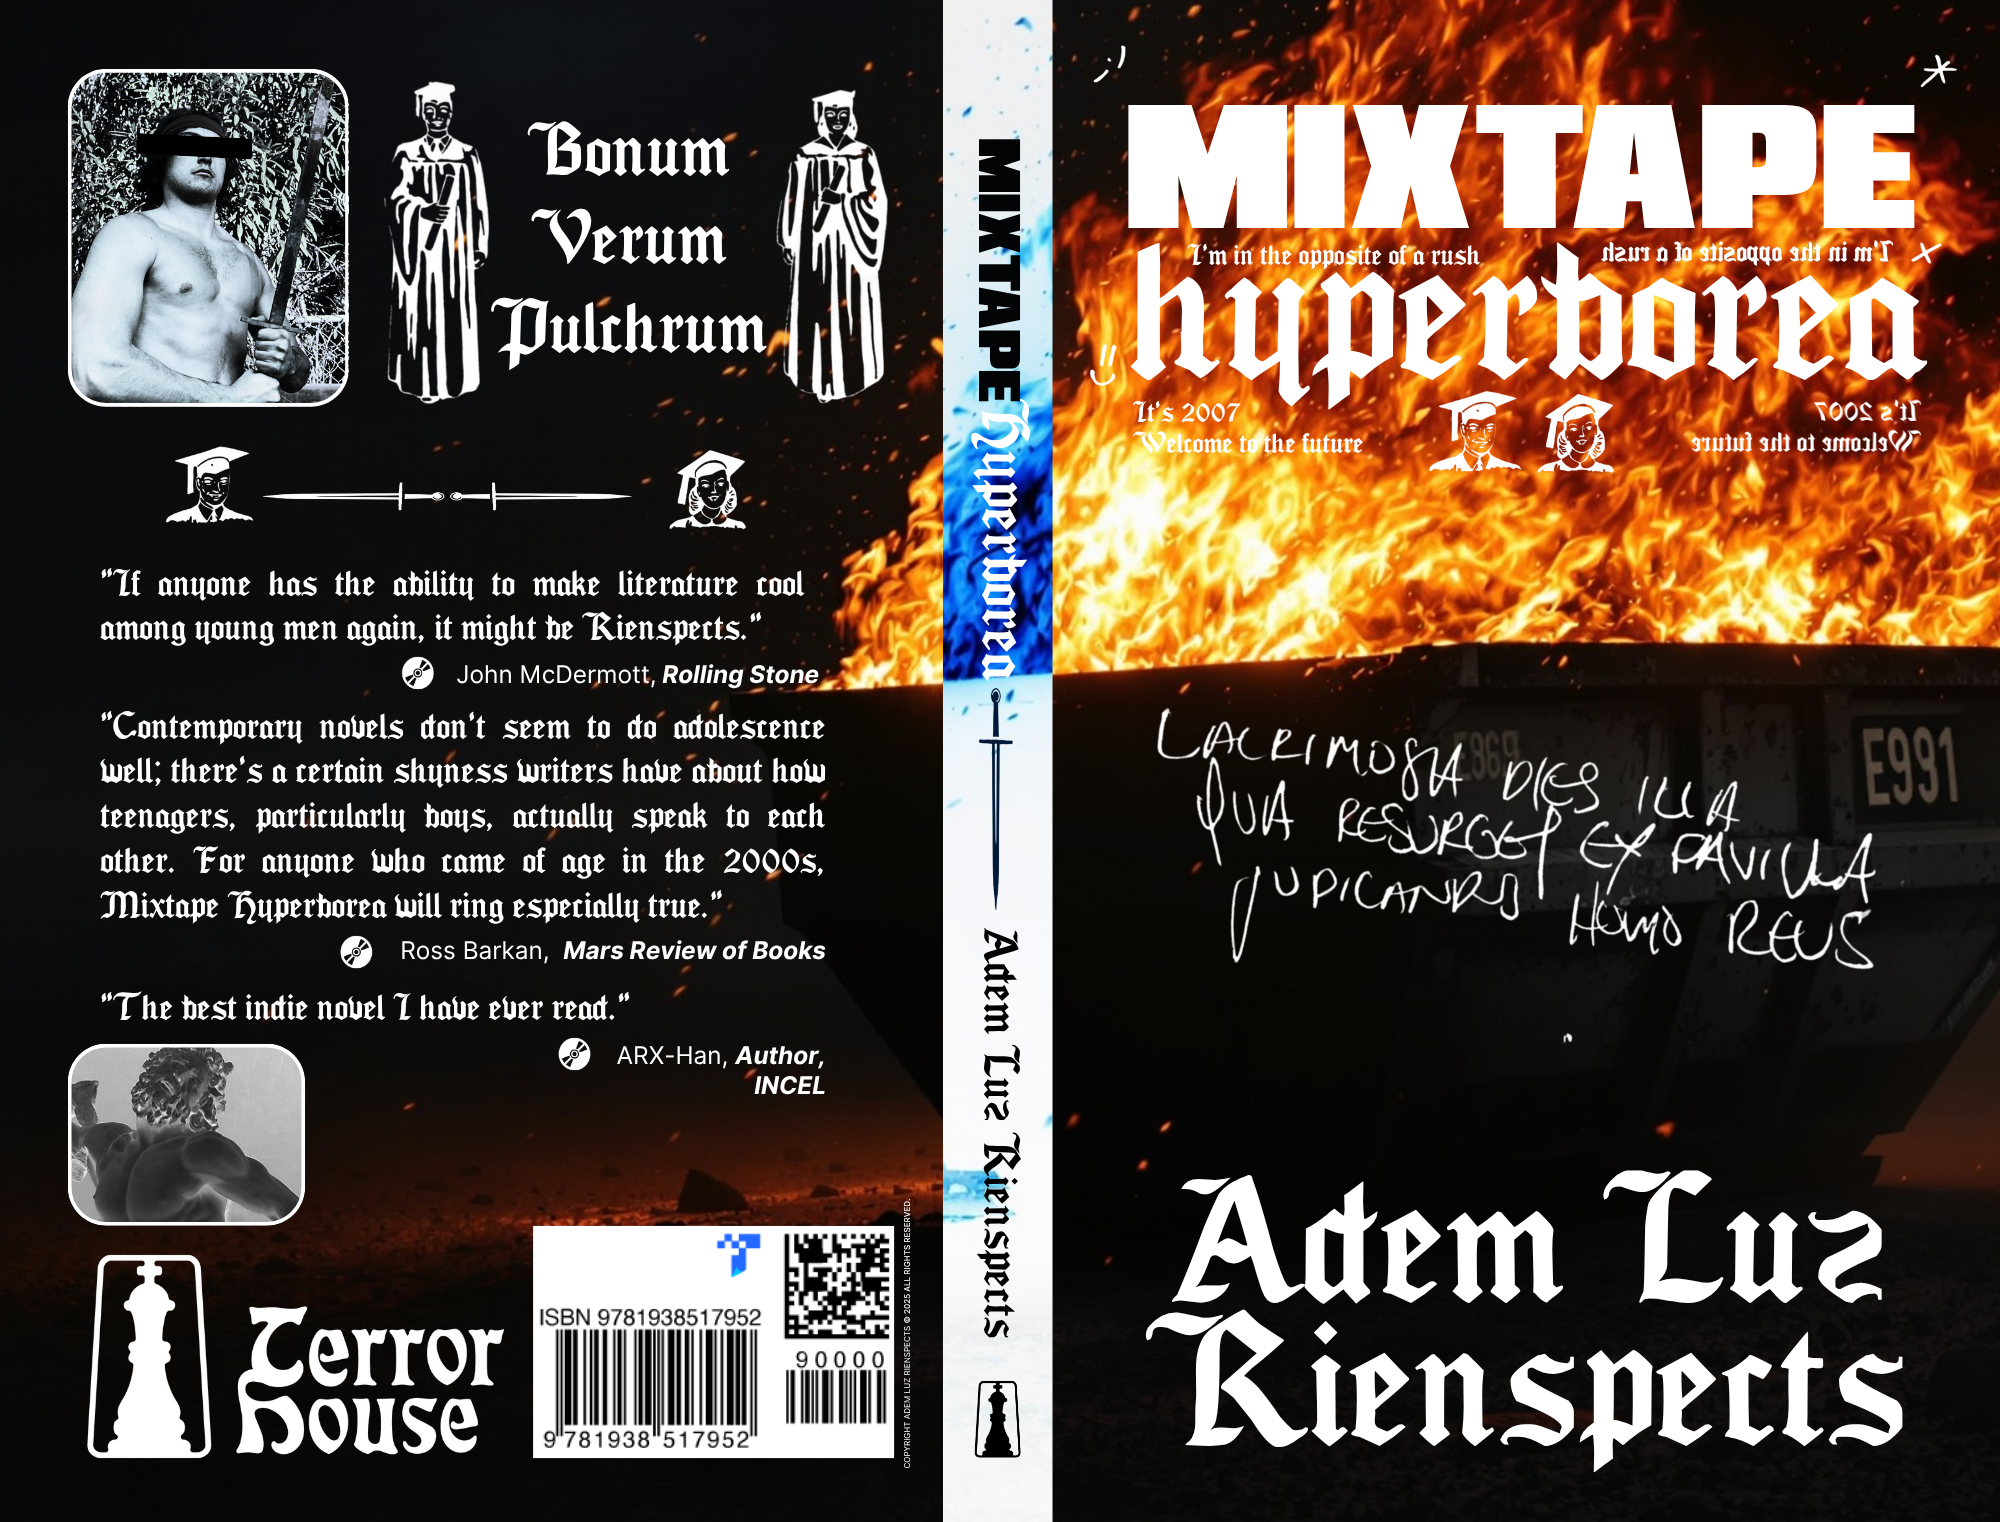 Bonum
Verum
Pulchrum
"If anyone has the ability to make literature cool
among young men again, it might be Rienspects."
John McDermott, Rolling Stone
"Contemporary novels don't seem to do adolescence
well; there's a certain shyness writers have about how
teenagers, particularly boys, actually speak to each
other. For anyone who came of age in the 2000s,
Mixtape Hyperborea will ring especially true."
Ross Barkan, Mars Review of Books
"The best indie novel I have ever read."
ARX-Han, Author,
INCEL
Terror
House
ISBN 9781938517952
9 781938 517952
90000
COPYRIGHT ADEM LUZ RIENSPECTS © 2025 ALL RIGHTS RESERVED.
MIXTAPE Hyperborea Adem Luz Rienspects
MIXTAPE
I'm in the opposite of a rush I'm in the opposite of a rush
hyperborea
It's 2007 It's 2007
Welcome to the future Welcome to the future
E869
E991
LACRIMOSA DIES ILLA
QUA RESURGET EX FAVILLA
JUDICANDUS HOMO REUS
Adem Luz
Rienspects